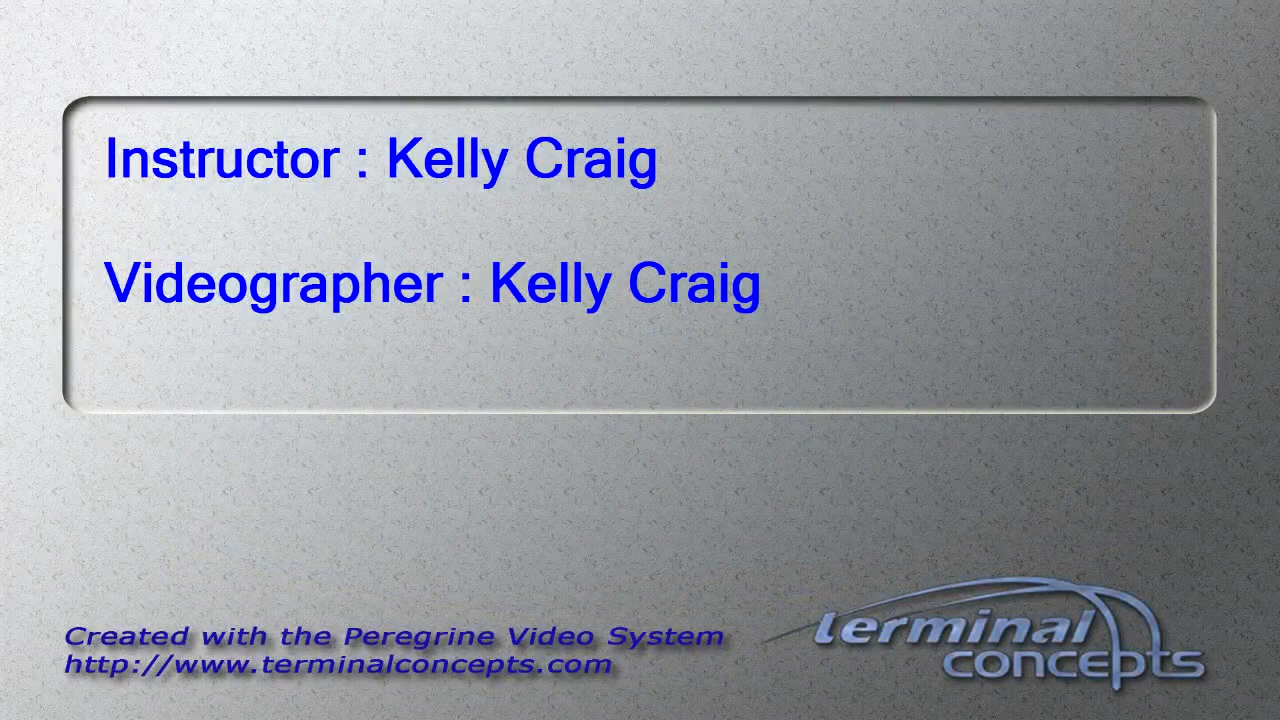 Instructor : Kelly Craig
Videographer : Kelly Craig
Created with the Peregrine Video System
http://www.terminalconcepts.com
terminal
concepts